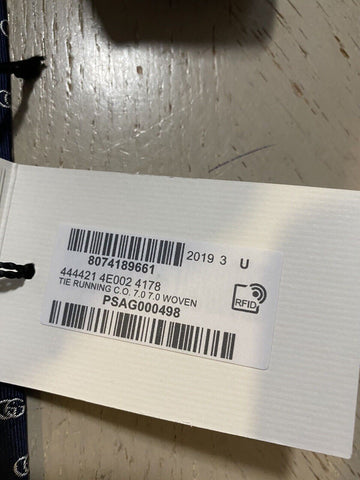 2019 3 U
8074189661
444421 4E002 4178
TIE RUNNING C.O. 7.0 7.0 WOVEN
PSAG000498
RFID